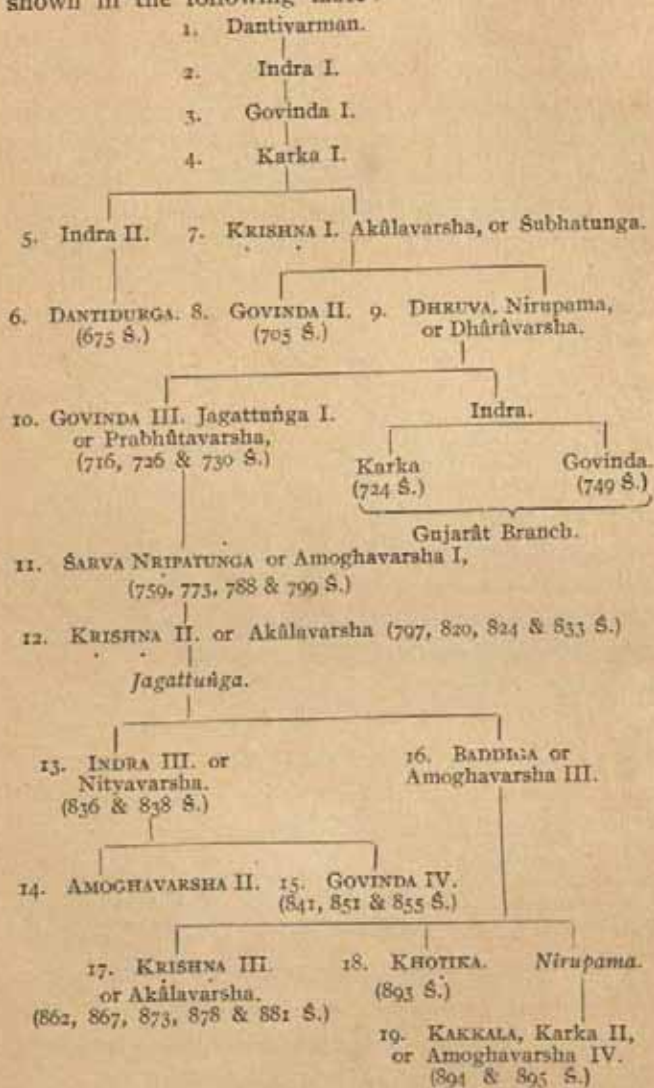 shown in the following table
1. Dantivarman.
2. Indra I.
3. Govinda I.
4. Karka I.
5. Indra II. 7. KRISHNA I. Akâlavarsha, or Śubhatunga.
6. DANTIDURGA. 8. GOVINDA II. 9. DHRUVA, Nirupama,
(675 Ś.) (705 Ś.) or Dhârâvarsha.
10. GOVINDA III. Jagattuṅga I. Indra.
or Prabhûtavarsha,
(716, 726 & 730 Ś.) Karka Govinda.
(724 Ś.) (749 Ś.)
Gujarât Branch.
11. ŚARVA NRIPATUNGA or Amoghavarsha I,
(759, 773, 788 & 799 Ś.)
12. KRISHNA II. or Akâlavarsha (797, 820, 824 & 833 Ś.)
Jagattuṅga.
13. INDRA III. or 16. BADDIGA or
Nityavarsha. Amoghavarsha III.
(836 & 838 Ś.)
14. AMOGHAVARSHA II. 15. GOVINDA IV.
(841, 851 & 855 Ś.)
17. KRISHNA III. 18. KHOTIKA. Nirupama.
or Akâlavarsha. (893 Ś.)
(862, 867, 873, 878 & 881 Ś.)
19. KAKKALA, Karka II,
or Amoghavarsha IV.
(894 & 895 Ś.)